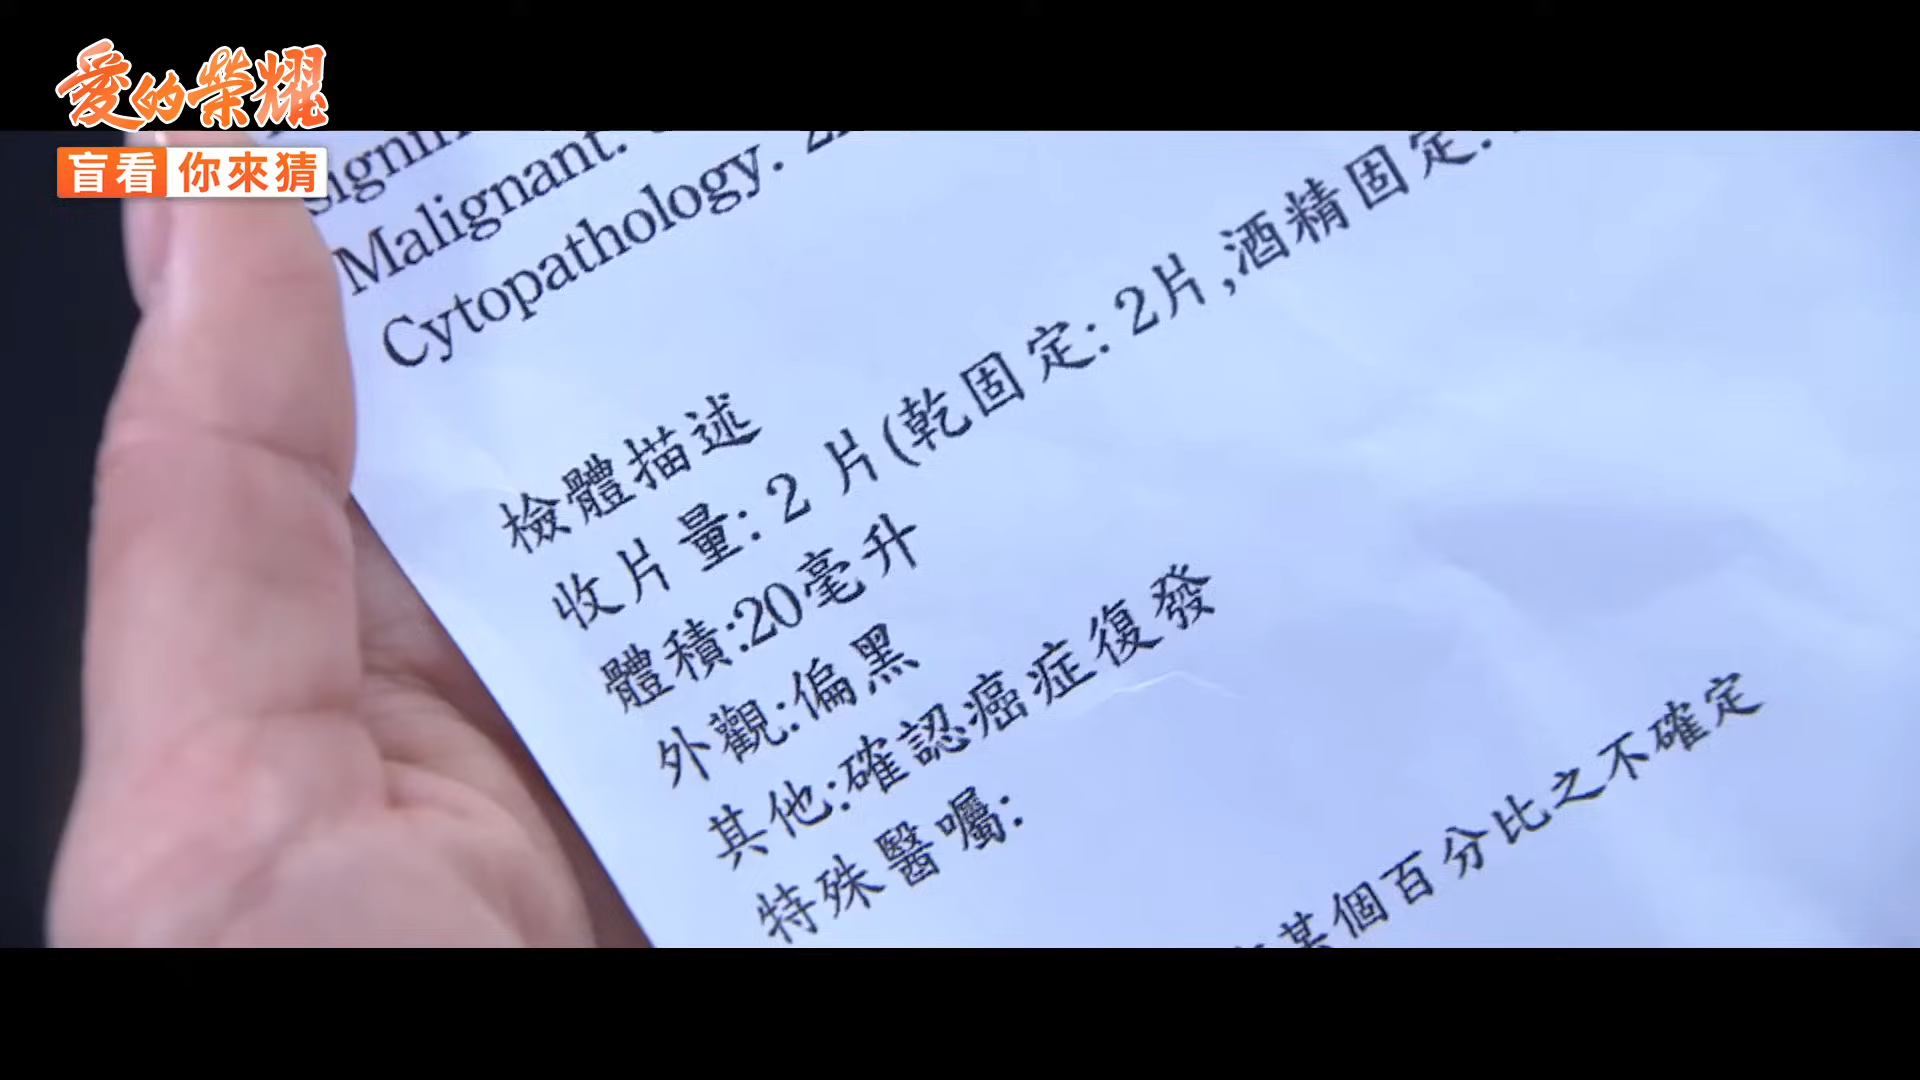 愛的榮耀
盲看 你來猜
Malignant.
Cytopathology.
檢體描述
收片量: 2 片(乾固定: 2片,酒精固定:
體積:20毫升
外觀:偏黑
其他:確認癌症復發
特殊醫囑:
某個百分比之不確定